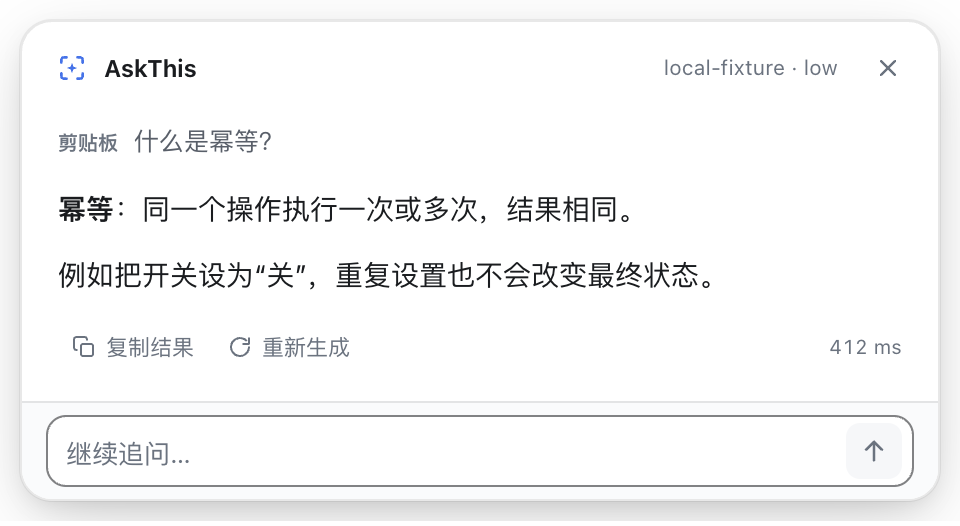 AskThis
local-fixture · low
剪贴板 什么是幂等?
幂等：同一个操作执行一次或多次，结果相同。
例如把开关设为“关”，重复设置也不会改变最终状态。
复制结果 重新生成 412 ms
继续追问...